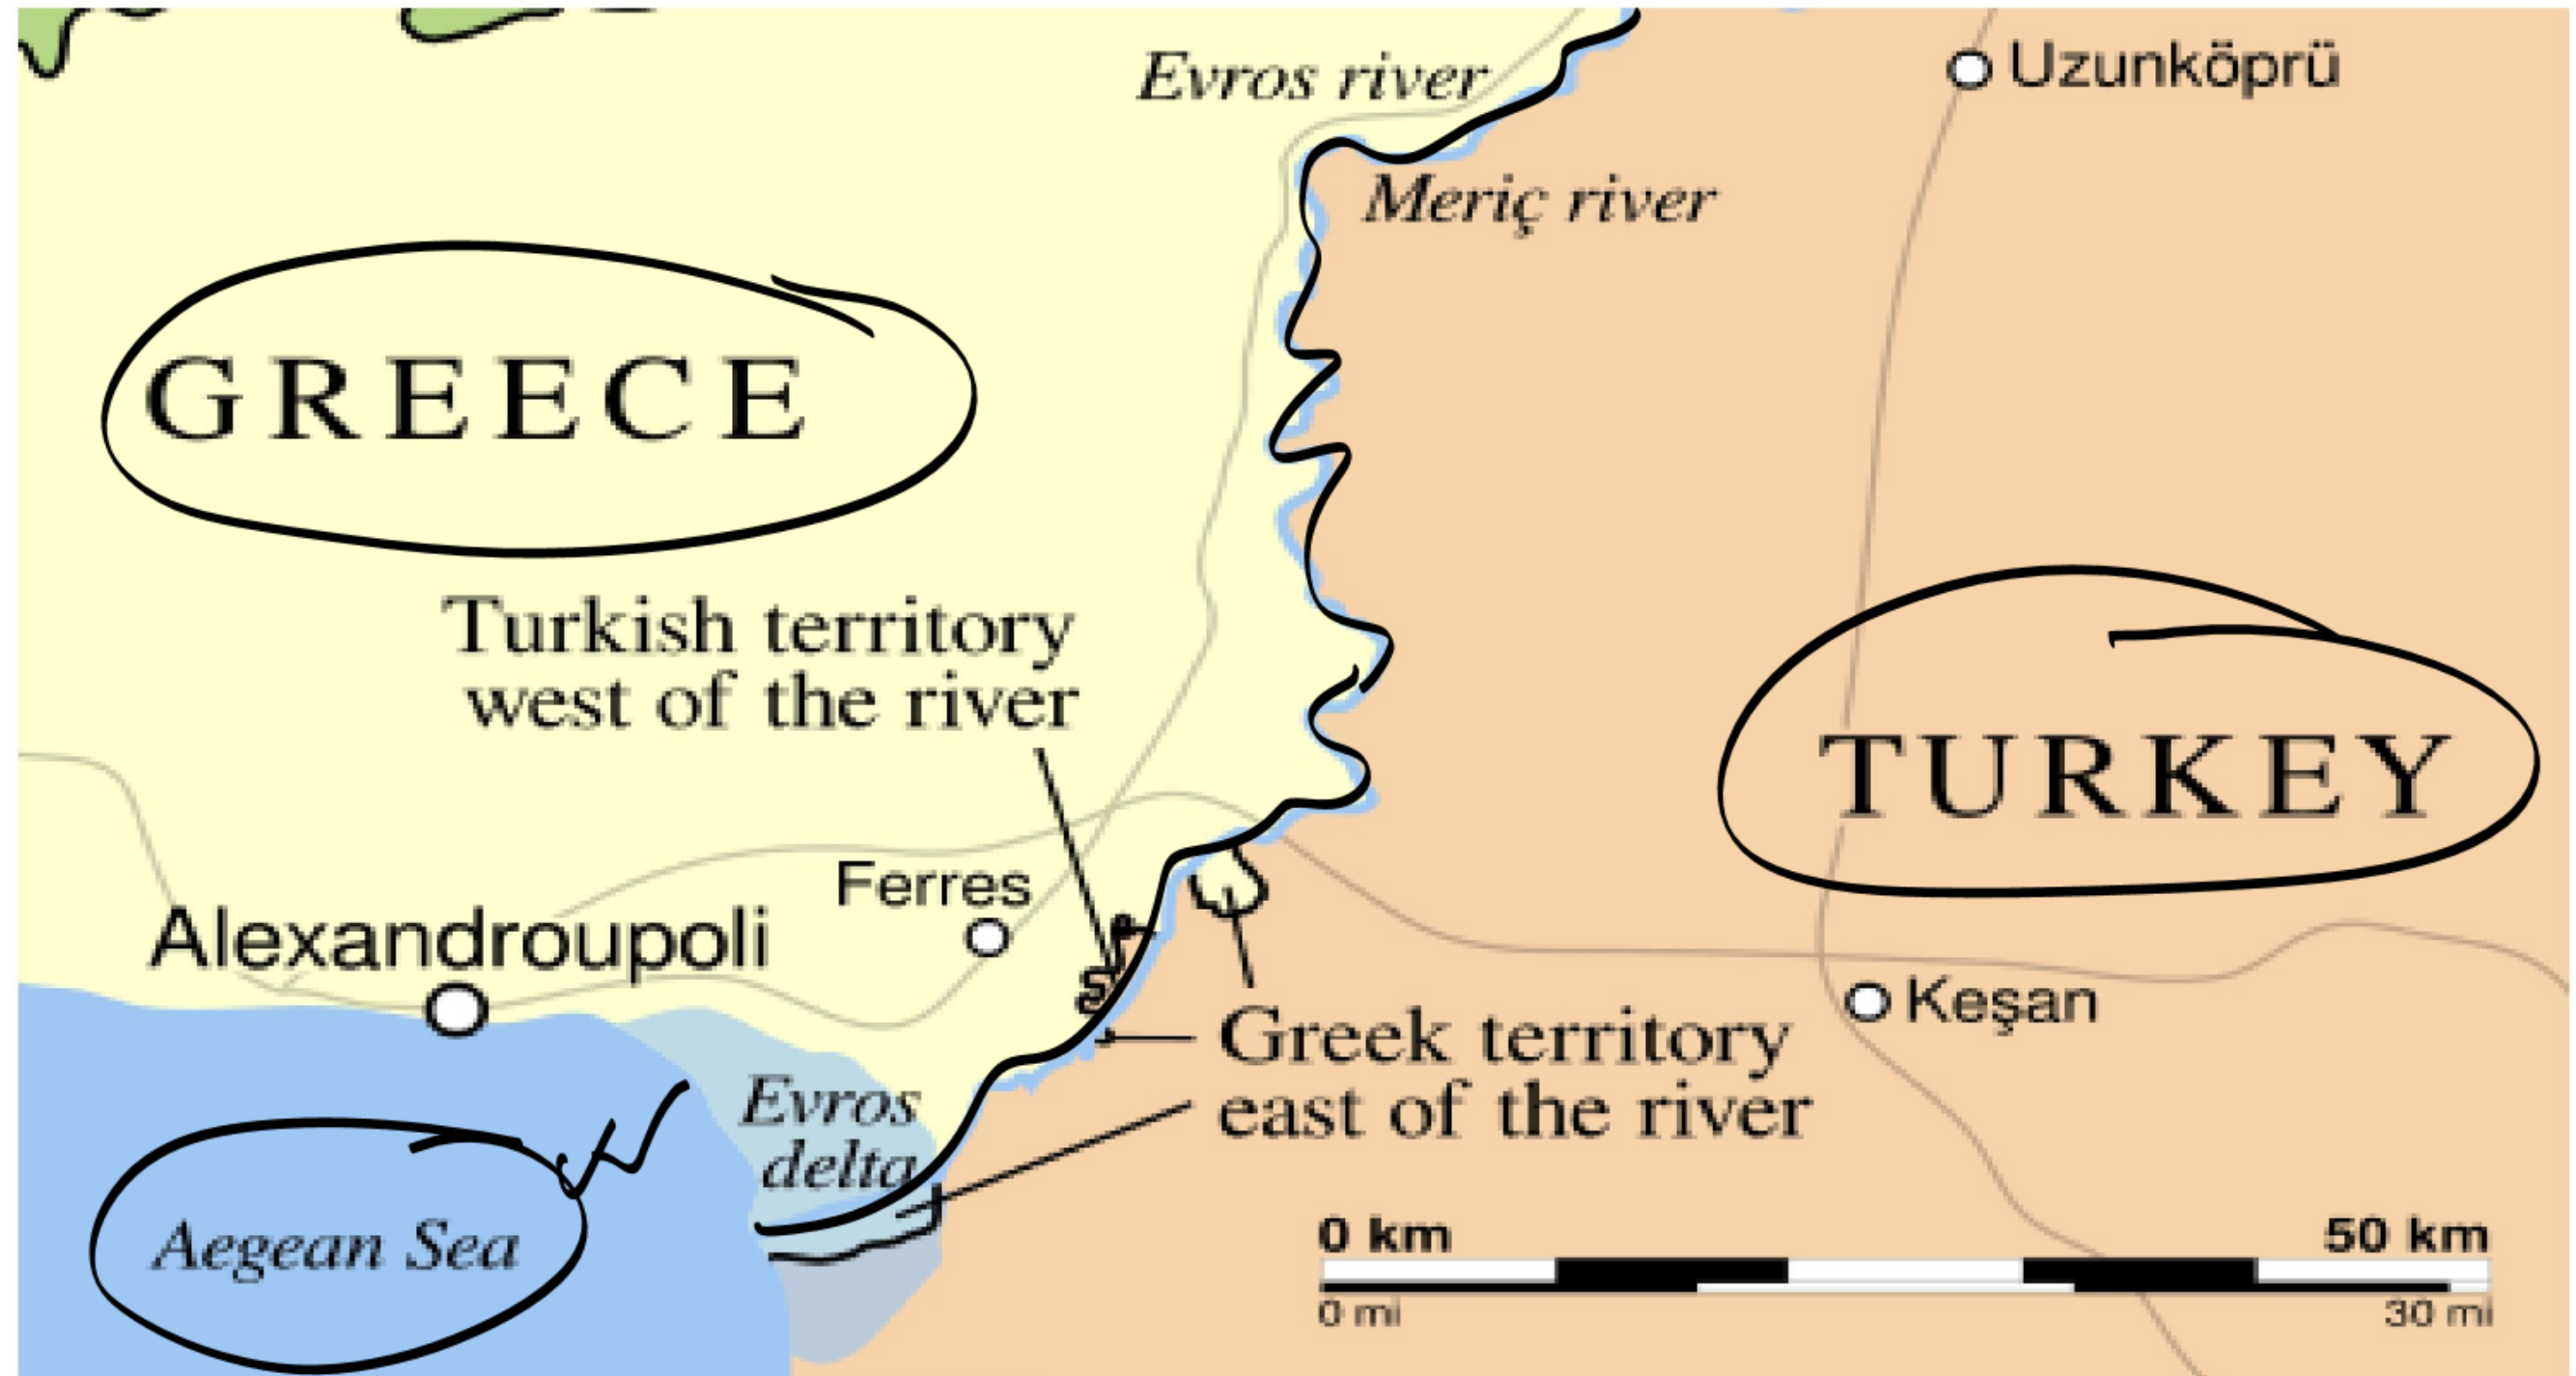 Evros river
Uzunköprü
Meriç river
GREECE
Turkish territory
west of the river
TURKEY
Ferres
Alexandroupoli
Keşan
Greek territory
east of the river
Evros
delta
Aegean Sea
0 km 50 km
0 mi 30 mi